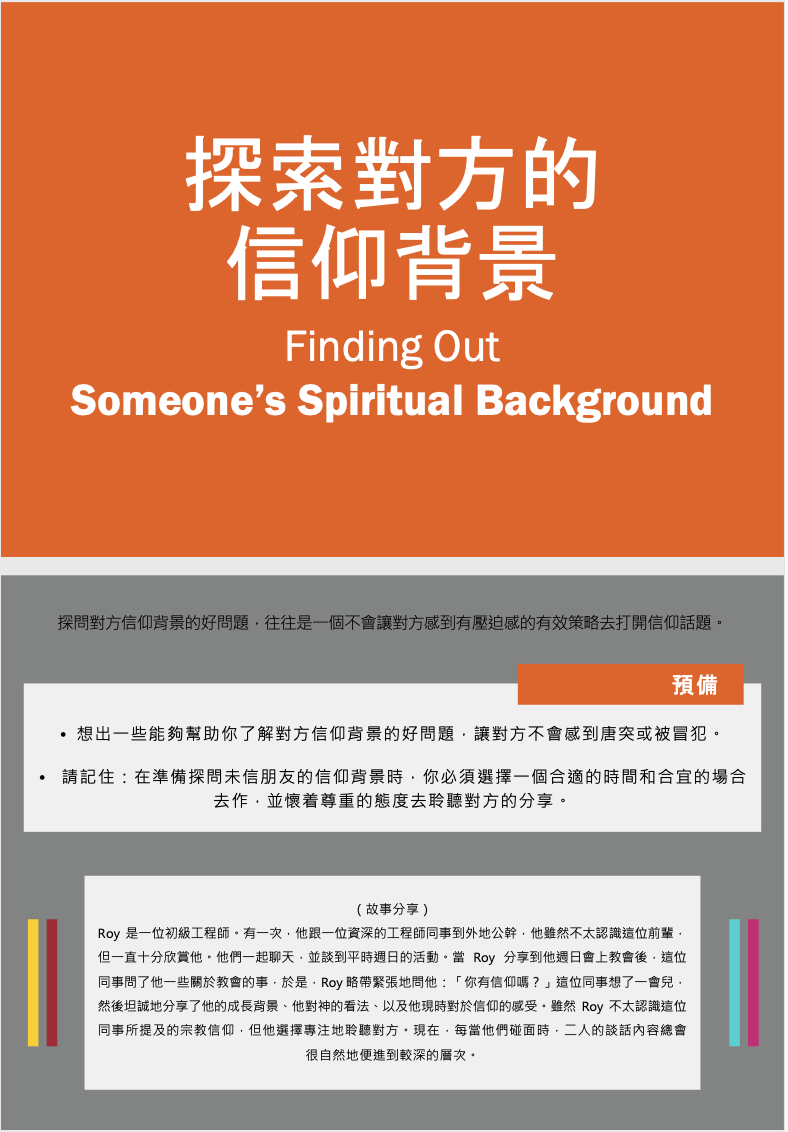 探索對方的
信仰背景
Finding Out
Someone’s Spiritual Background
探問對方信仰背景的好問題，往往是一個不會讓對方感到有壓迫感的有效策略去打開信仰話題。
預備
• 想出一些能夠幫助你了解對方信仰背景的好問題，讓對方不會感到唐突或被冒犯。
• 請記住：在準備探問未信朋友的信仰背景時，你必須選擇一個合適的時間和合宜的場合
去作，並懷着尊重的態度去聆聽對方的分享。
（故事分享）
Roy 是一位初級工程師。有一次，他跟一位資深的工程師同事到外地公幹，他雖然不太認識這位前輩，
但一直十分欣賞他。他們一起聊天，並談到平時週日的活動。當 Roy 分享到他週日會上教會後，這位
同事問了他一些關於教會的事，於是，Roy 略帶緊張地問他：「你有信仰嗎？」這位同事想了一會兒，
然後坦誠地分享了他的成長背景、他對神的看法、以及他現時對於信仰的感受。雖然 Roy 不太認識這位
同事所提及的宗教信仰，但他選擇專注地聆聽對方。現在，每當他們碰面時，二人的談話內容總會
很自然地便進到較深的層次。